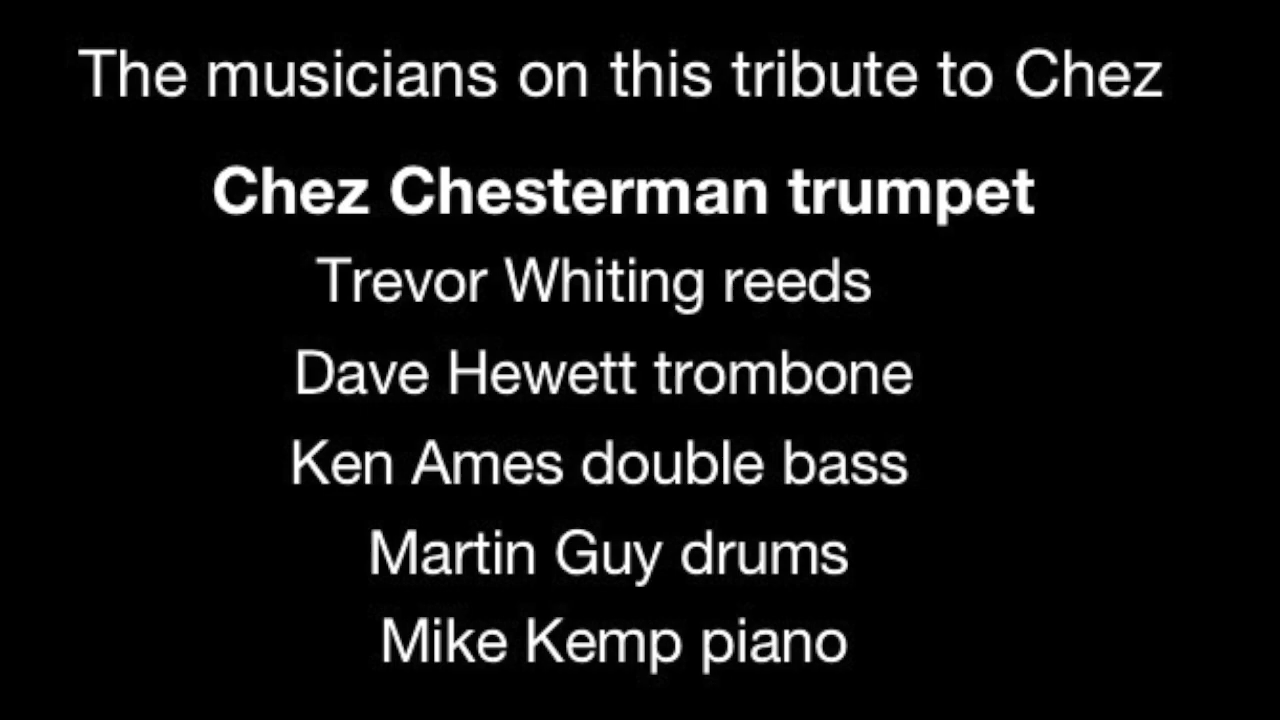 The musicians on this tribute to Chez
Chez Chesterman trumpet
Trevor Whiting reeds
Dave Hewett trombone
Ken Ames double bass
Martin Guy drums
Mike Kemp piano